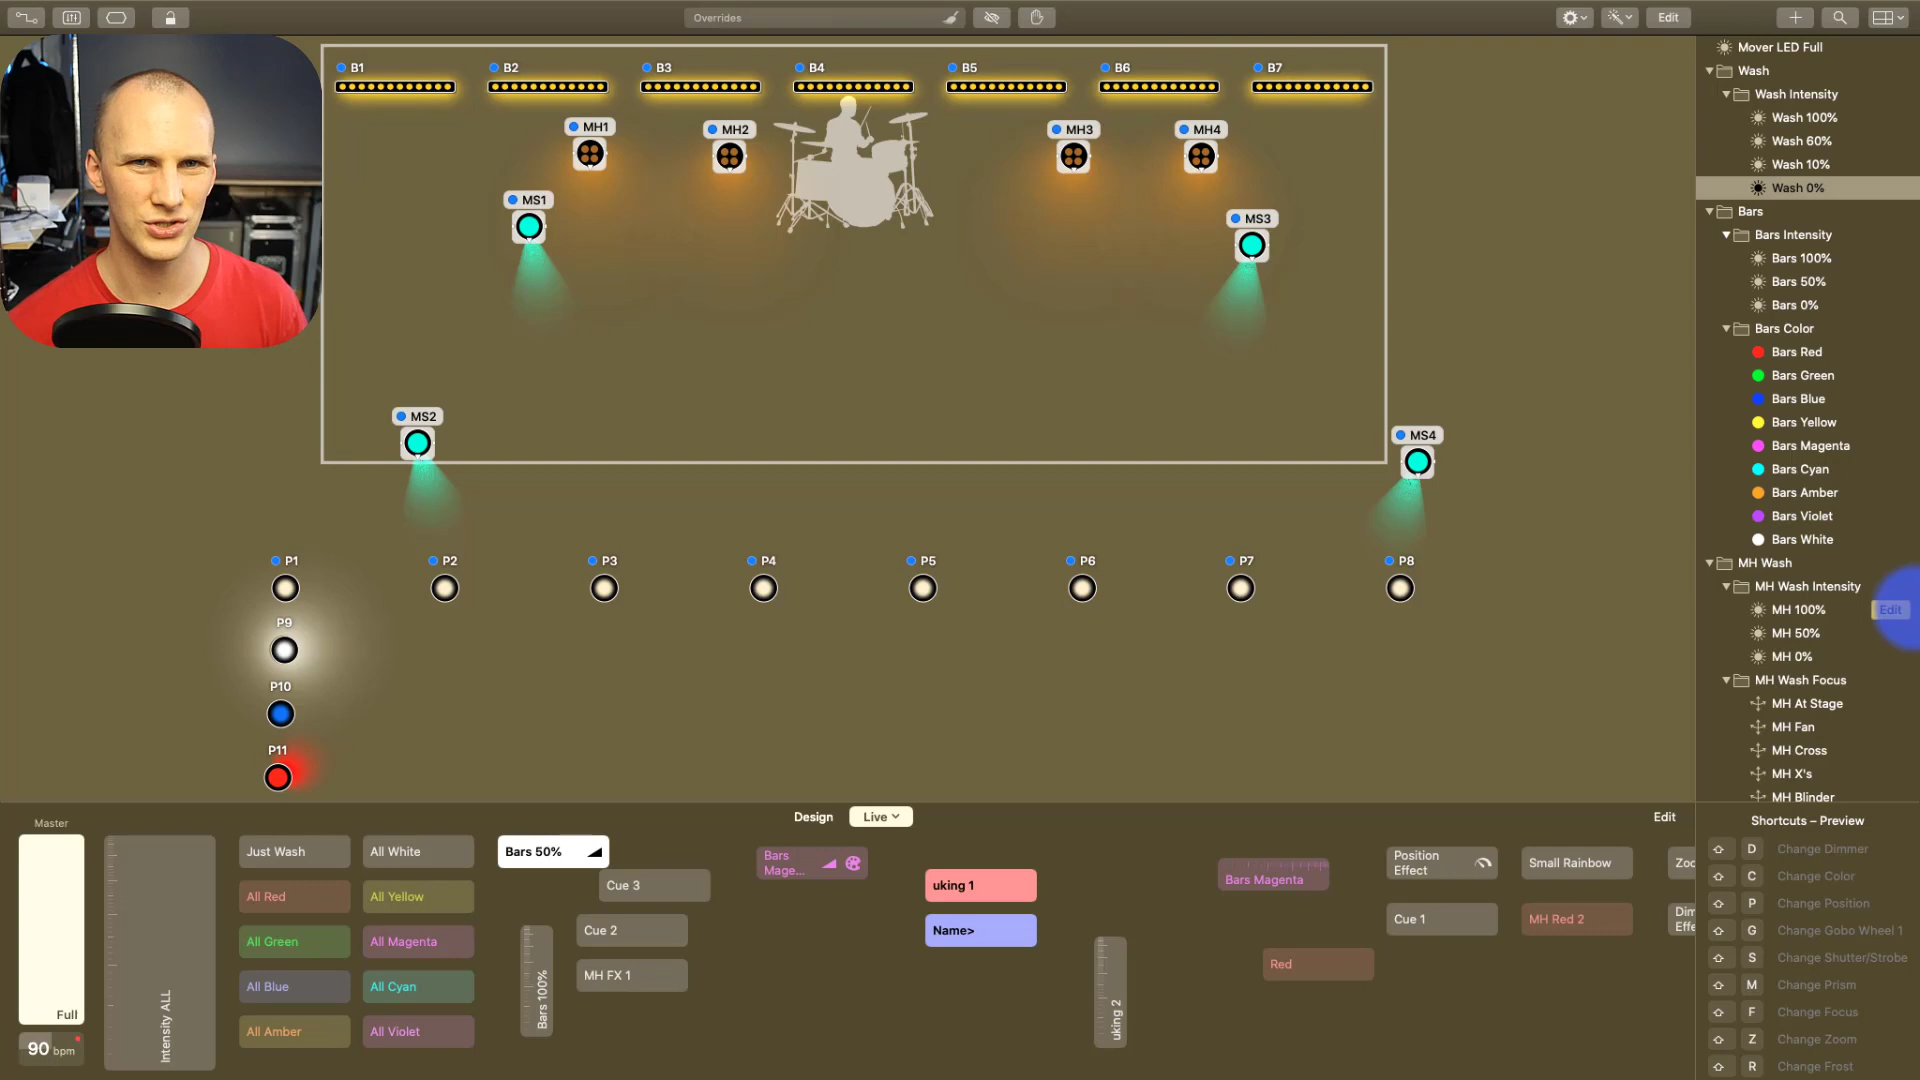 Overrides
Edit
B1
B2
B3
B4
B5
B6
B7
MH1
MH2
MH3
MH4
MS1
MS3
MS2
MS4
P1
P2
P3
P4
P5
P6
P7
P8
P9
P10
P11
Mover LED Full
Wash
Wash Intensity
Wash 100%
Wash 60%
Wash 10%
Wash 0%
Bars
Bars Intensity
Bars 100%
Bars 50%
Bars 0%
Bars Color
Bars Red
Bars Green
Bars Blue
Bars Yellow
Bars Magenta
Bars Cyan
Bars Amber
Bars Violet
Bars White
MH Wash
MH Wash Intensity
MH 100%
Edit
MH 50%
MH 0%
MH Wash Focus
MH At Stage
MH Fan
MH Cross
MH X's
MH Blinder
Master
Full
90 bpm
Intensity ALL
Design
Live
Edit
Just Wash
All White
All Red
All Yellow
All Green
All Magenta
All Blue
All Cyan
All Amber
All Violet
Bars 50%
Cue 3
Cue 2
MH FX 1
Bars 100%
Bars
Mage...
uking 1
Name>
uking 2
Bars Magenta
Red
Position
Effect
Small Rainbow
Zoo
Cue 1
MH Red 2
Dim
Effe
Shortcuts – Preview
D Change Dimmer
C Change Color
P Change Position
G Change Gobo Wheel 1
S Change Shutter/Strobe
M Change Prism
F Change Focus
Z Change Zoom
R Change Frost